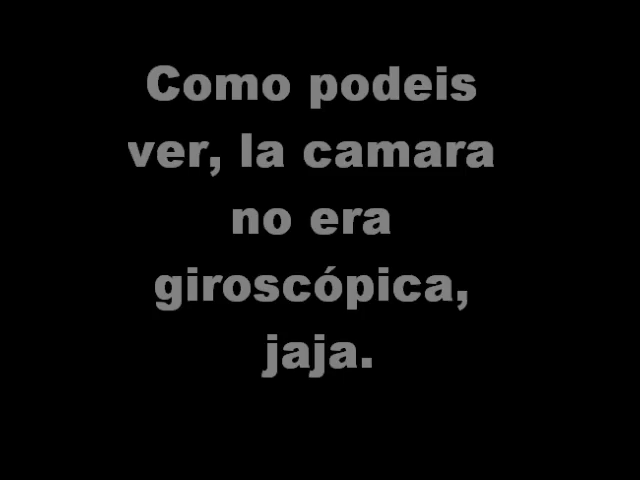 Como podeis
ver, la camara
no era
giroscópica,
jaja.